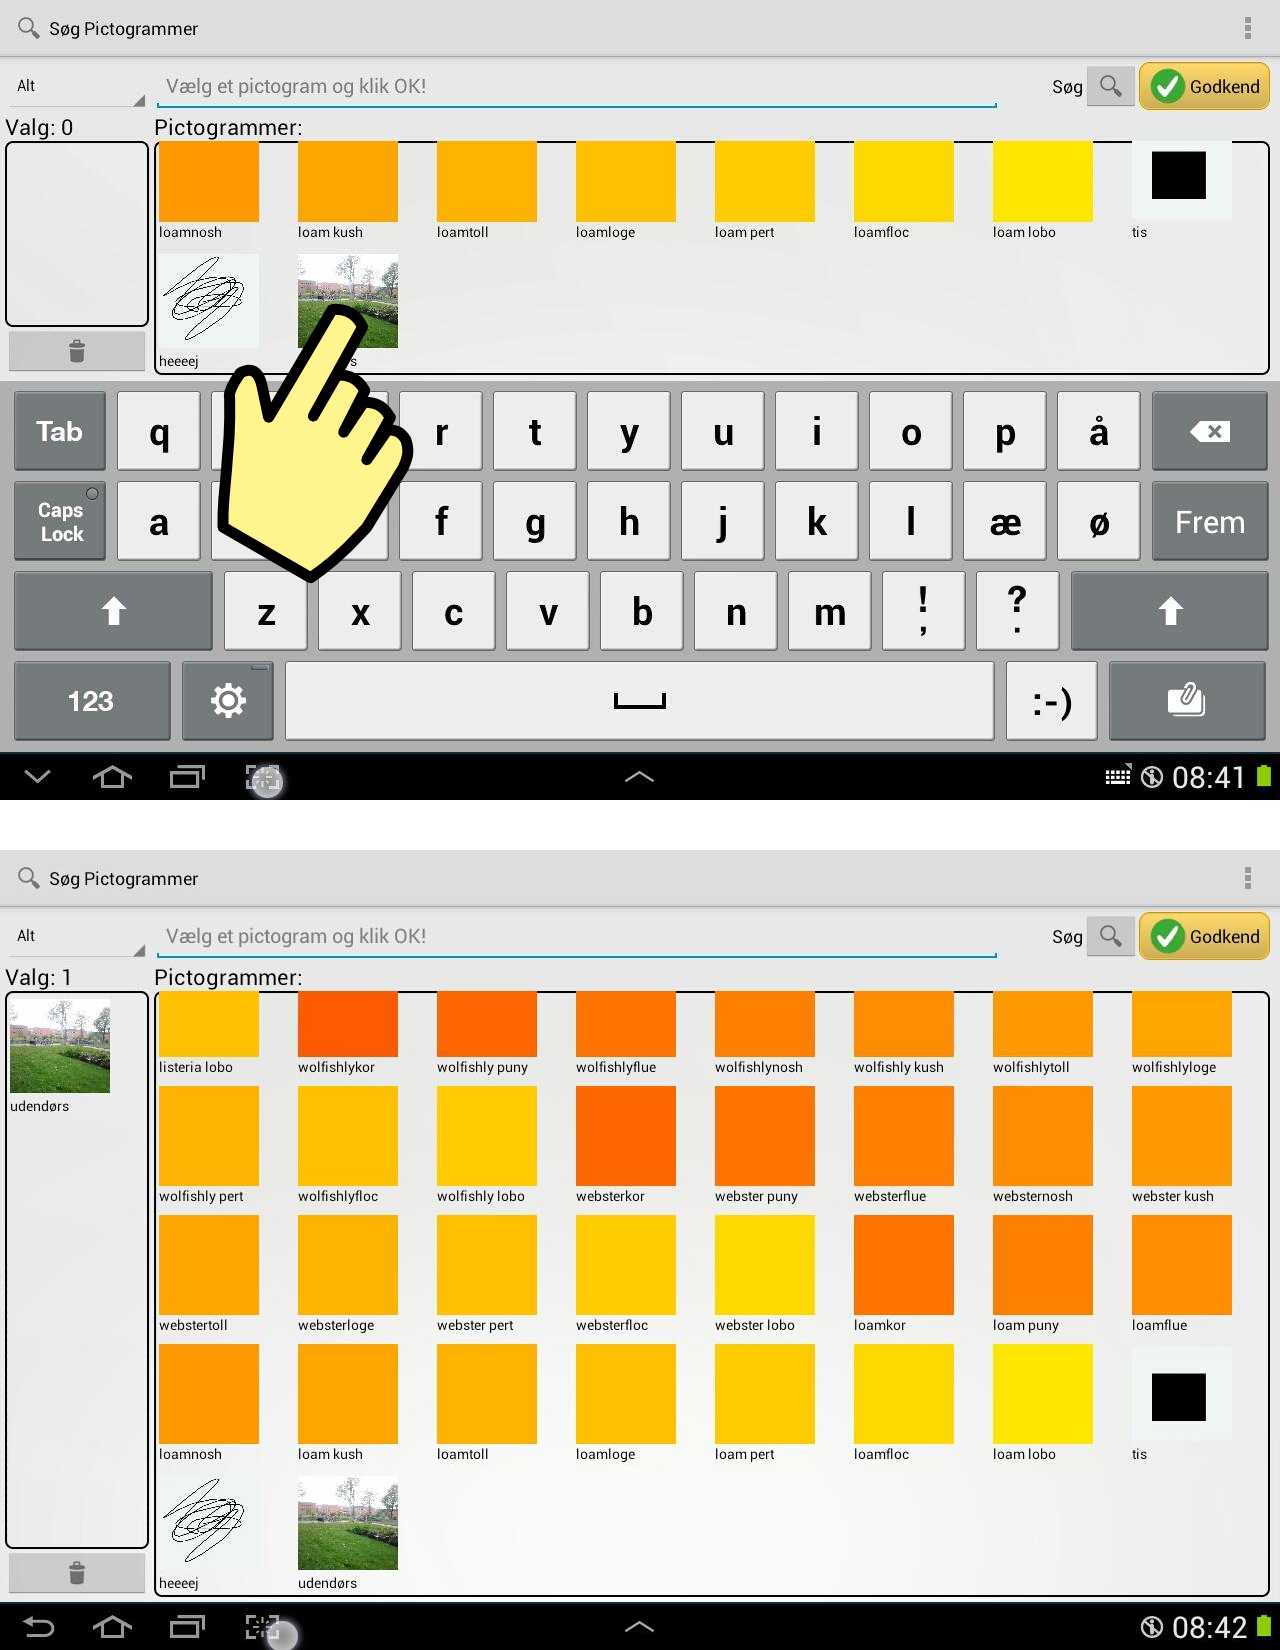 Søg Pictogrammer
Alt
Vælg et pictogram og klik OK!
Søg
Godkend
Valg: 0
Pictogrammer:
loamnosh
loam kush
loamtoll
loamloge
loam pert
loamfloc
loam lobo
tis
heeeej
s
Tab
q
r
t
y
u
i
o
p
å
Caps
Lock
a
f
g
h
j
k
l
æ
ø
Frem
z
x
c
v
b
n
m
!
,
?
.
123
:-)
08:41
Søg Pictogrammer
Alt
Vælg et pictogram og klik OK!
Søg
Godkend
Valg: 1
Pictogrammer:
udendørs
listeria lobo
wolfishlykor
wolfishly puny
wolfishlyflue
wolfishlynosh
wolfishly kush
wolfishlytoll
wolfishlyloge
wolfishly pert
wolfishlyfloc
wolfishly lobo
websterkor
webster puny
websterflue
websternosh
webster kush
webstertoll
websterloge
webster pert
websterfloc
webster lobo
loamkor
loam puny
loamflue
loamnosh
loam kush
loamtoll
loamloge
loam pert
loamfloc
loam lobo
tis
heeeej
udendørs
08:42